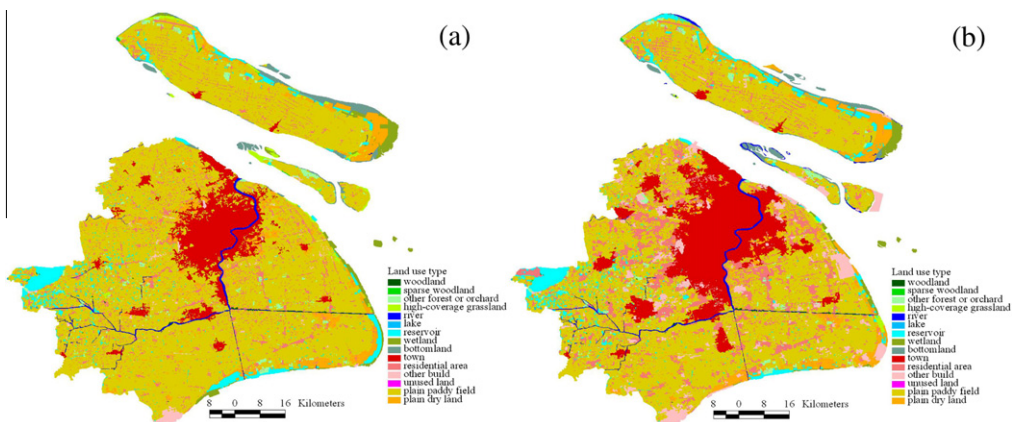 (a)
Land use type
woodland
sparse woodland
other forest or orchard
high-coverage grassland
river
lake
reservoir
wetland
bottomland
town
residential area
other build
unused land
plain paddy field
plain dry land
8 0 8 16 Kilometers
(b)
Land use type
woodland
sparse woodland
other forest or orchard
high-coverage grassland
river
lake
reservoir
wetland
bottomland
town
residential area
other build
unused land
plain paddy field
plain dry land
8 0 8 16 Kilometers